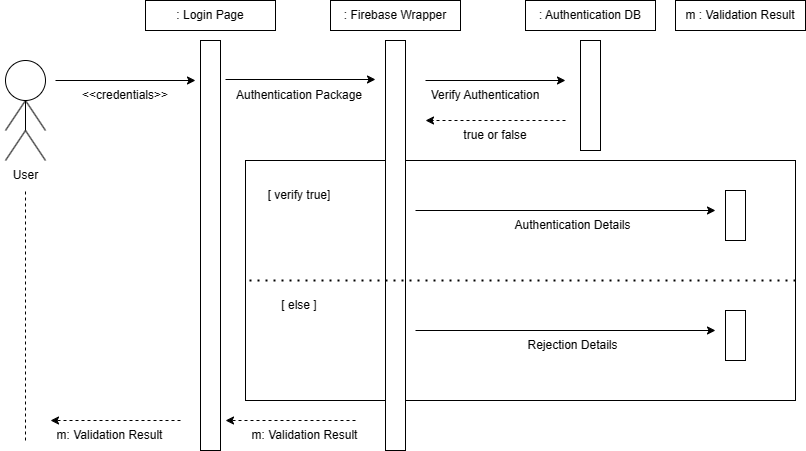 : Login Page
: Firebase Wrapper
: Authentication DB
m : Validation Result
<<credentials>>
Authentication Package
Verify Authentication
true or false
User
[ verify true]
Authentication Details
[ else ]
Rejection Details
m: Validation Result
m: Validation Result